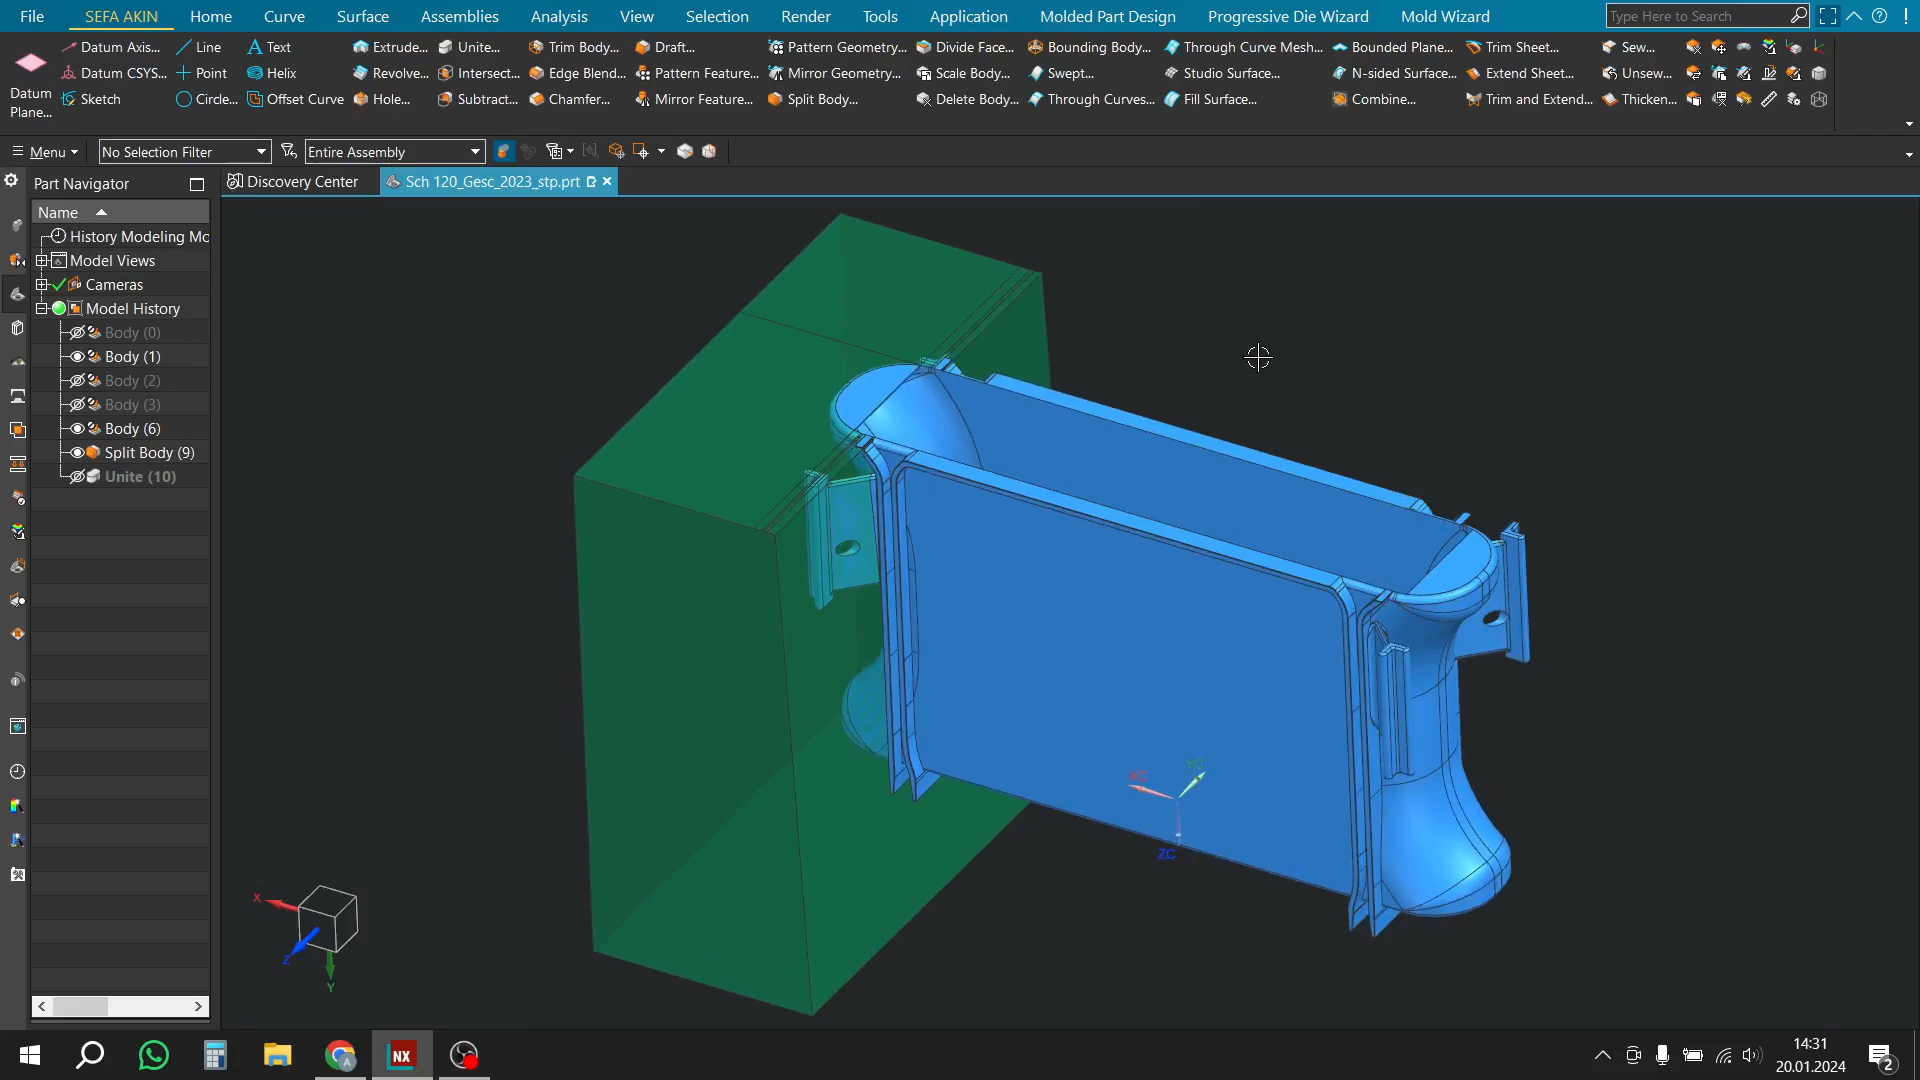 File SEFA AKIN Home Curve Surface Assemblies Analysis View Selection Render Tools Application Molded Part Design Progressive Die Wizard Mold Wizard Type Here to Search
Datum Axis... Line Text Extrude... Unite... Trim Body... Draft... Pattern Geometry... Divide Face... Bounding Body... Through Curve Mesh... Bounded Plane... Trim Sheet... Sew...
Datum CSYS... Point Helix Revolve... Intersect... Edge Blend... Pattern Feature... Mirror Geometry... Scale Body... Swept... Studio Surface... N-sided Surface... Extend Sheet... Unsew...
Datum Plane... Sketch Circle... Offset Curve Hole... Subtract... Chamfer... Mirror Feature... Split Body... Delete Body... Through Curves... Fill Surface... Combine... Trim and Extend... Thicken...
Menu No Selection Filter Entire Assembly
Part Navigator Discovery Center Sch 120_Gesc_2023_stp.prt
Name
History Modeling Mo
Model Views
Cameras
Model History
Body (0)
Body (1)
Body (2)
Body (3)
Body (6)
Split Body (9)
Unite (10)
XC YC
ZC
X
Z
Y
NX
A
14:31
20.01.2024
2